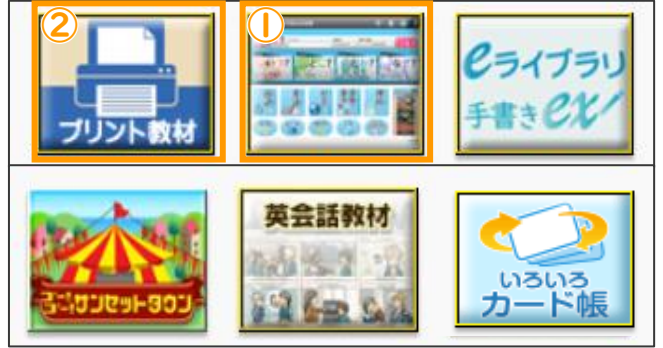 ②
プリント教材
①
eライブラリ
手書きex!
サンセットタウン
英会話教材
いろいろ
カード帳